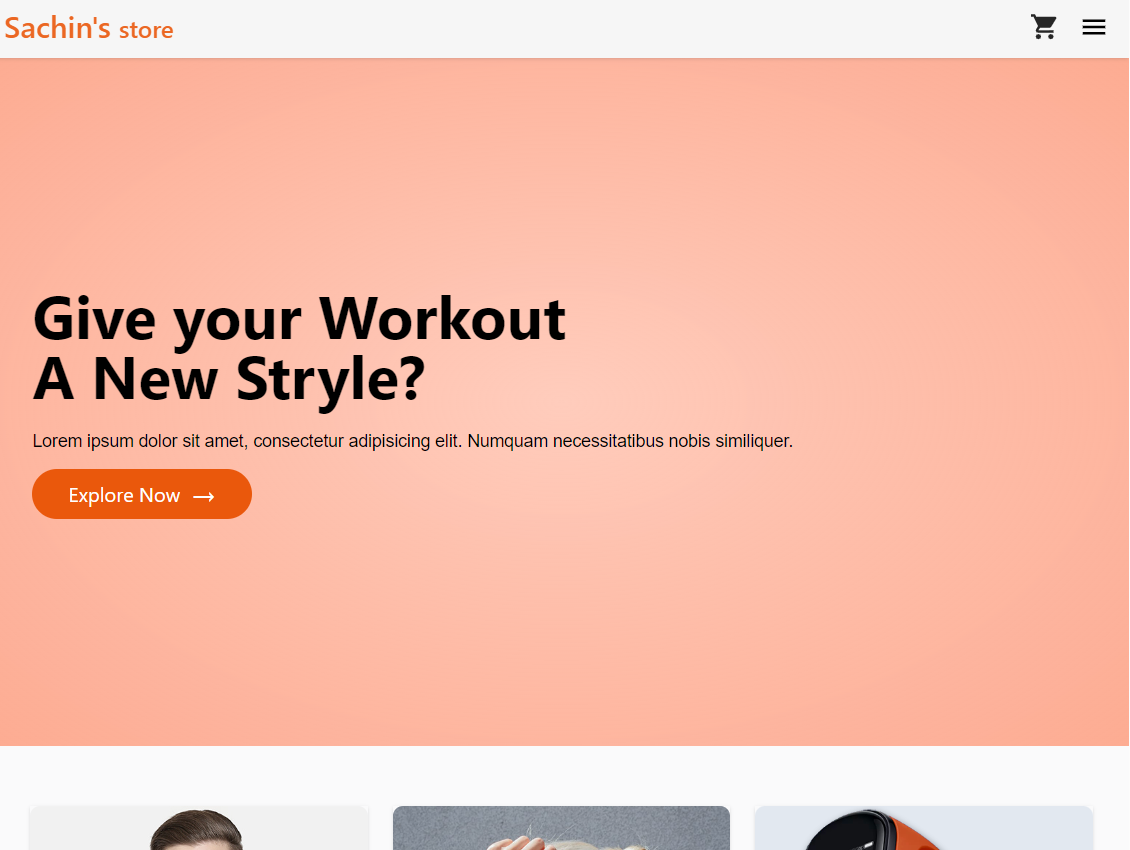 Sachin's store
Give your Workout
A New Stryle?
Lorem ipsum dolor sit amet, consectetur adipisicing elit. Numquam necessitatibus nobis similiquer.
Explore Now ⟶